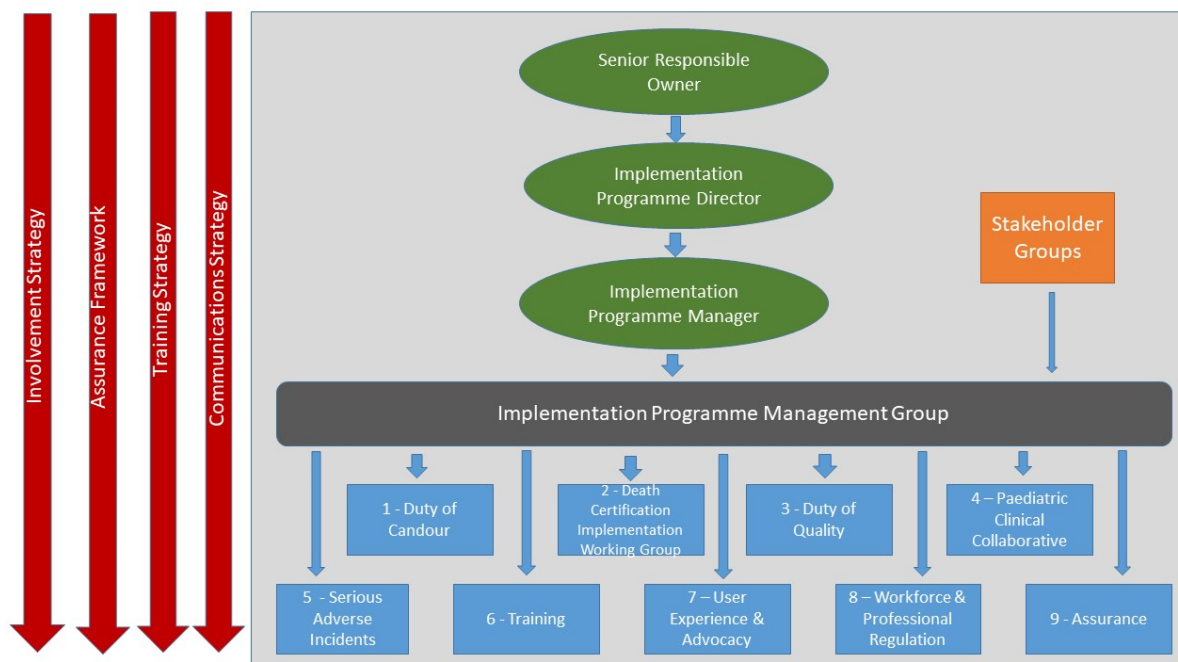 Involvement Strategy
Assurance Framework
Training Strategy
Communications Strategy
Senior Responsible
Owner
Implementation
Programme Director
Implementation
Programme Manager
Stakeholder
Groups
Implementation Programme Management Group
1 - Duty of
Candour
2 - Death
Certification
Implementation
Working Group
3 - Duty of
Quality
4 – Paediatric
Clinical
Collaborative
5 - Serious
Adverse
Incidents
6 - Training
7 – User
Experience &
Advocacy
8 – Workforce &
Professional
Regulation
9 - Assurance